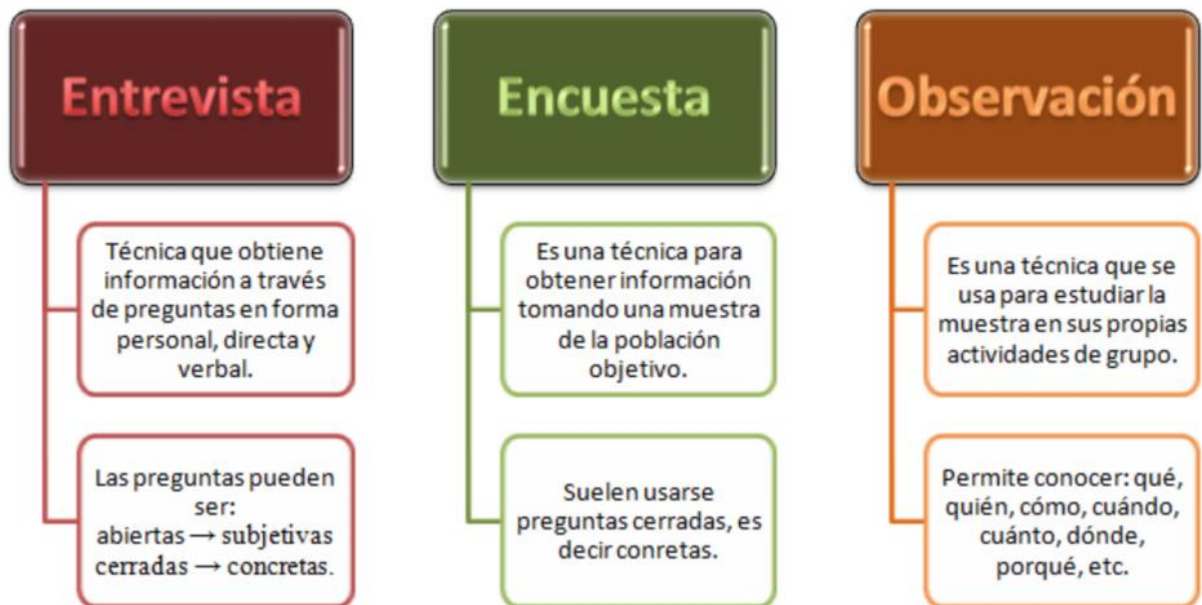 Entrevista
Técnica que obtiene
información a través
de preguntas en forma
personal, directa y
verbal.
Las preguntas pueden
ser:
abiertas → subjetivas
cerradas → concretas.
Encuesta
Es una técnica para
obtener información
tomando una muestra
de la población
objetivo.
Suelen usarse
preguntas cerradas, es
decir conretas.
Observación
Es una técnica que se
usa para estudiar la
muestra en sus propias
actividades de grupo.
Permite conocer: qué,
quién, cómo, cuándo,
cuánto, dónde,
porqué, etc.